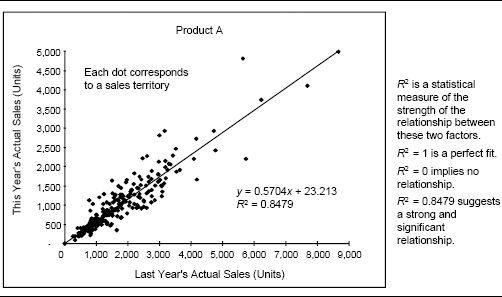 Product A
Each dot corresponds
to a sales territory
This Year's Actual Sales (Units)
5,000
4,500
4,000
3,500
3,000
2,500
2,000
1,500
1,000
500
-
y = 0.5704x + 23.213
R² = 0.8479
- 1,000 2,000 3,000 4,000 5,000 6,000 7,000 8,000 9,000
Last Year's Actual Sales (Units)
R² is a statistical
measure of the
strength of the
relationship between
these two factors.
R² = 1 is a perfect fit.
R² = 0 implies no
relationship.
R² = 0.8479 suggests
a strong and
significant
relationship.